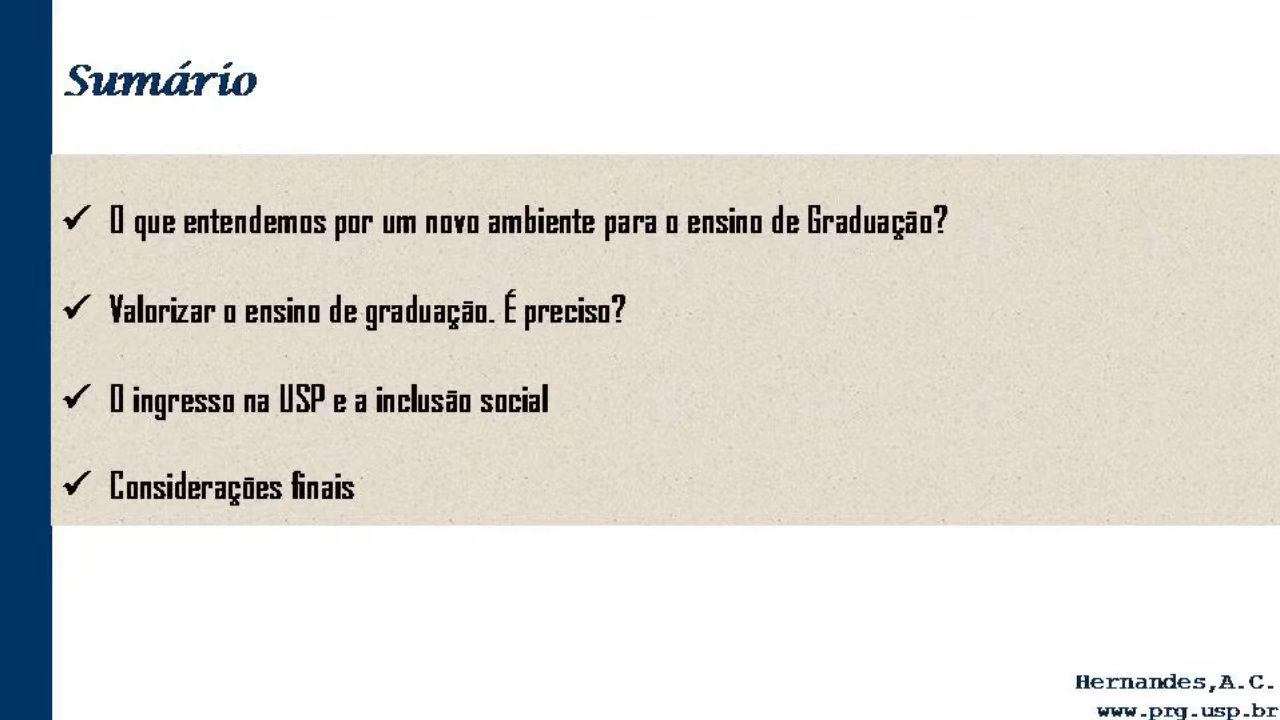 Sumário
✓ O que entendemos por um novo ambiente para o ensino de Graduação?
✓ Valorizar o ensino de graduação. É preciso?
✓ O ingresso na USP e a inclusão social
✓ Considerações finais
Hernandes,A.C.
www.prg.usp.br